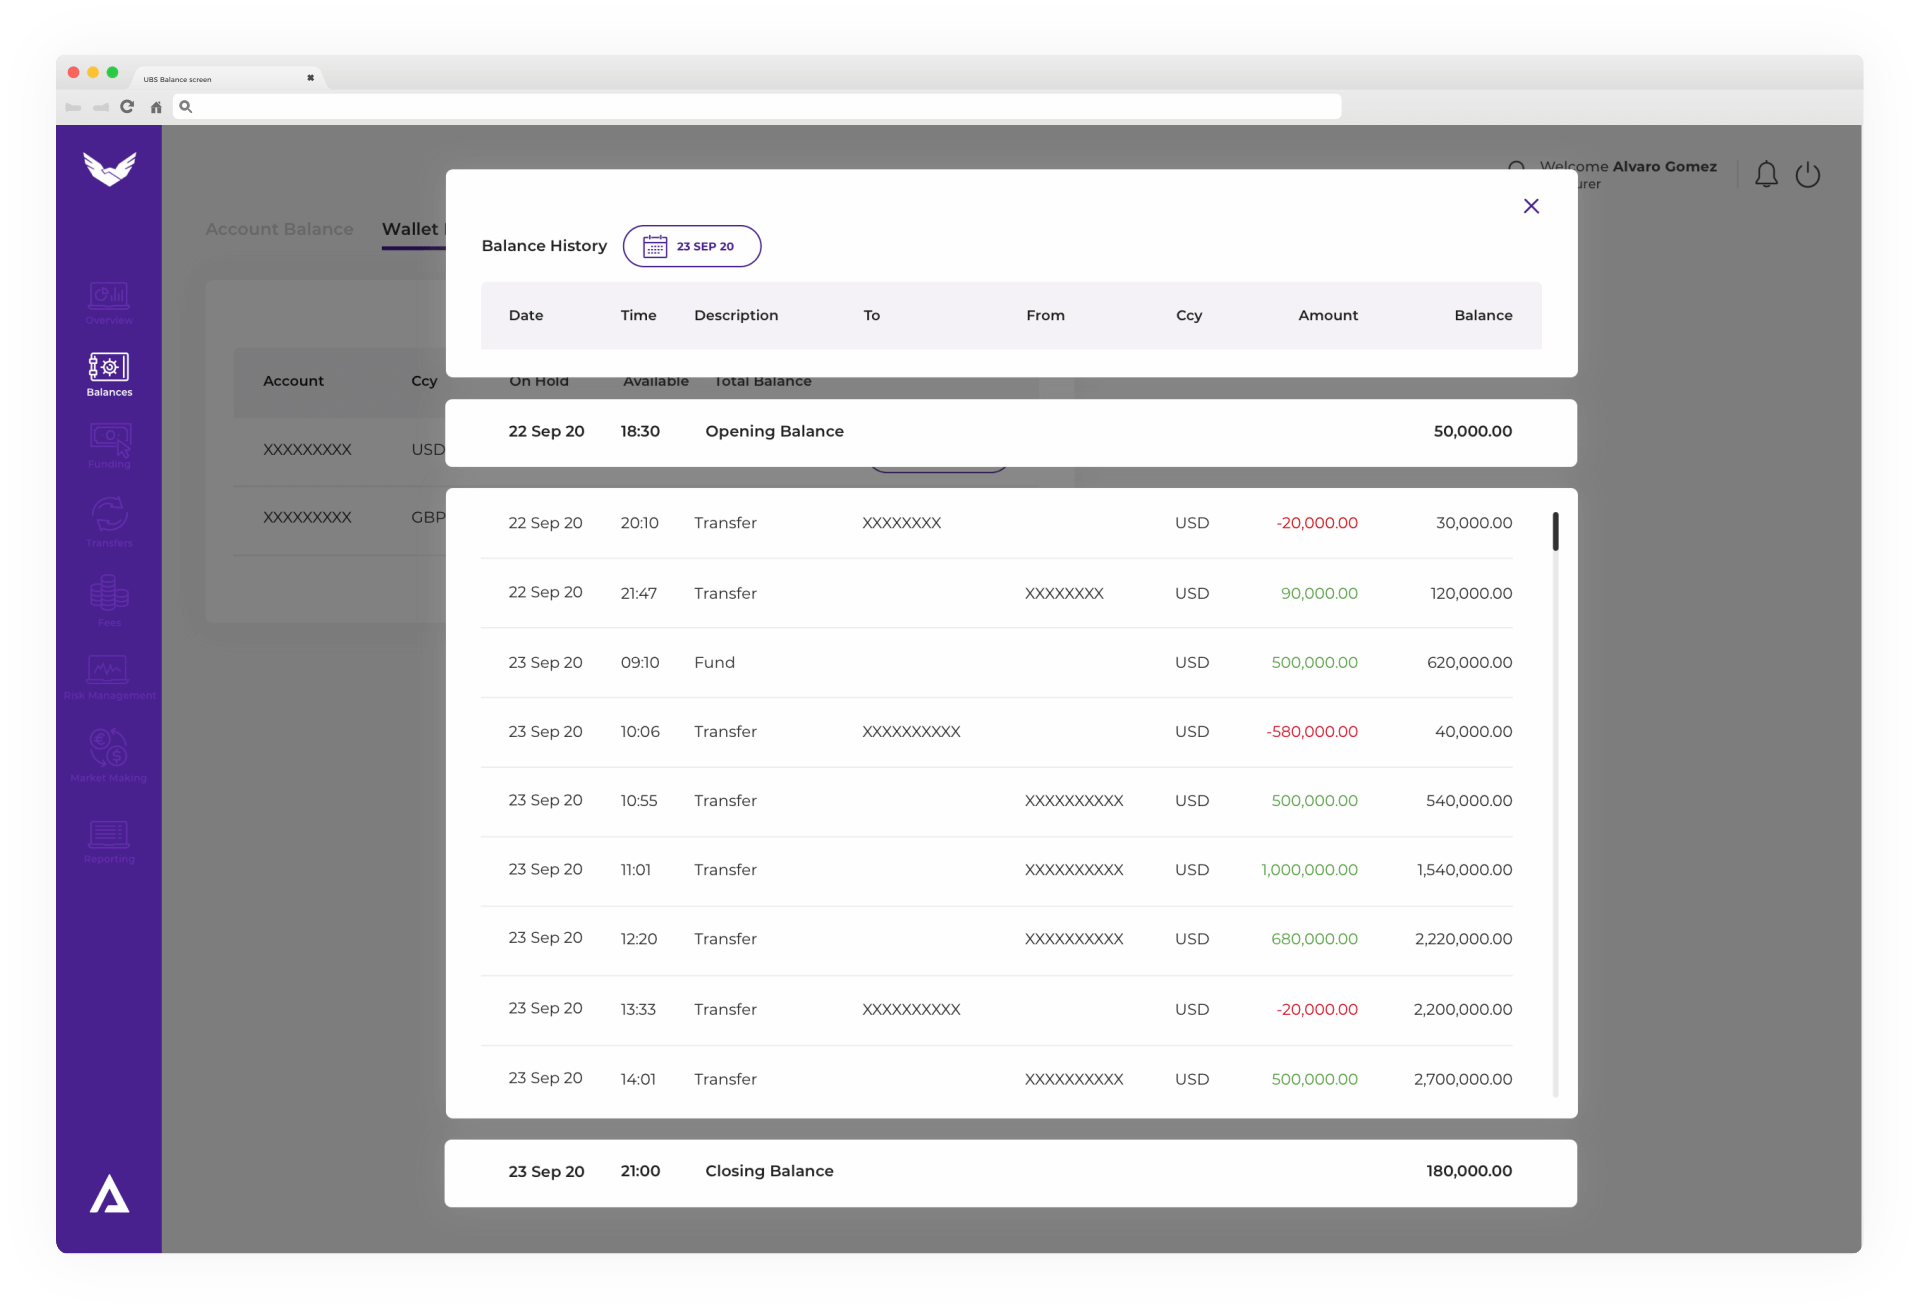 UBS Balance screen
Welcome Alvaro Gomez
Account Balance Wallet
Balance History 23 SEP 20
Date Time Description To From Ccy Amount Balance
Account Ccy On Hold Available Total Balance
22 Sep 20 18:30 Opening Balance 50,000.00
XXXXXXXXX USD
XXXXXXXXX GBP
22 Sep 20 20:10 Transfer XXXXXXXX USD -20,000.00 30,000.00
22 Sep 20 21:47 Transfer XXXXXXXX USD 90,000.00 120,000.00
23 Sep 20 09:10 Fund USD 500,000.00 620,000.00
23 Sep 20 10:06 Transfer XXXXXXXXXX USD -580,000.00 40,000.00
23 Sep 20 10:55 Transfer XXXXXXXXXX USD 500,000.00 540,000.00
23 Sep 20 11:01 Transfer XXXXXXXXXX USD 1,000,000.00 1,540,000.00
23 Sep 20 12:20 Transfer XXXXXXXXXX USD 680,000.00 2,220,000.00
23 Sep 20 13:33 Transfer XXXXXXXXXX USD -20,000.00 2,200,000.00
23 Sep 20 14:01 Transfer XXXXXXXXXX USD 500,000.00 2,700,000.00
23 Sep 20 21:00 Closing Balance 180,000.00
Overview
Balances
Funding
Transfers
Fees
Risk Management
Market Making
Reporting